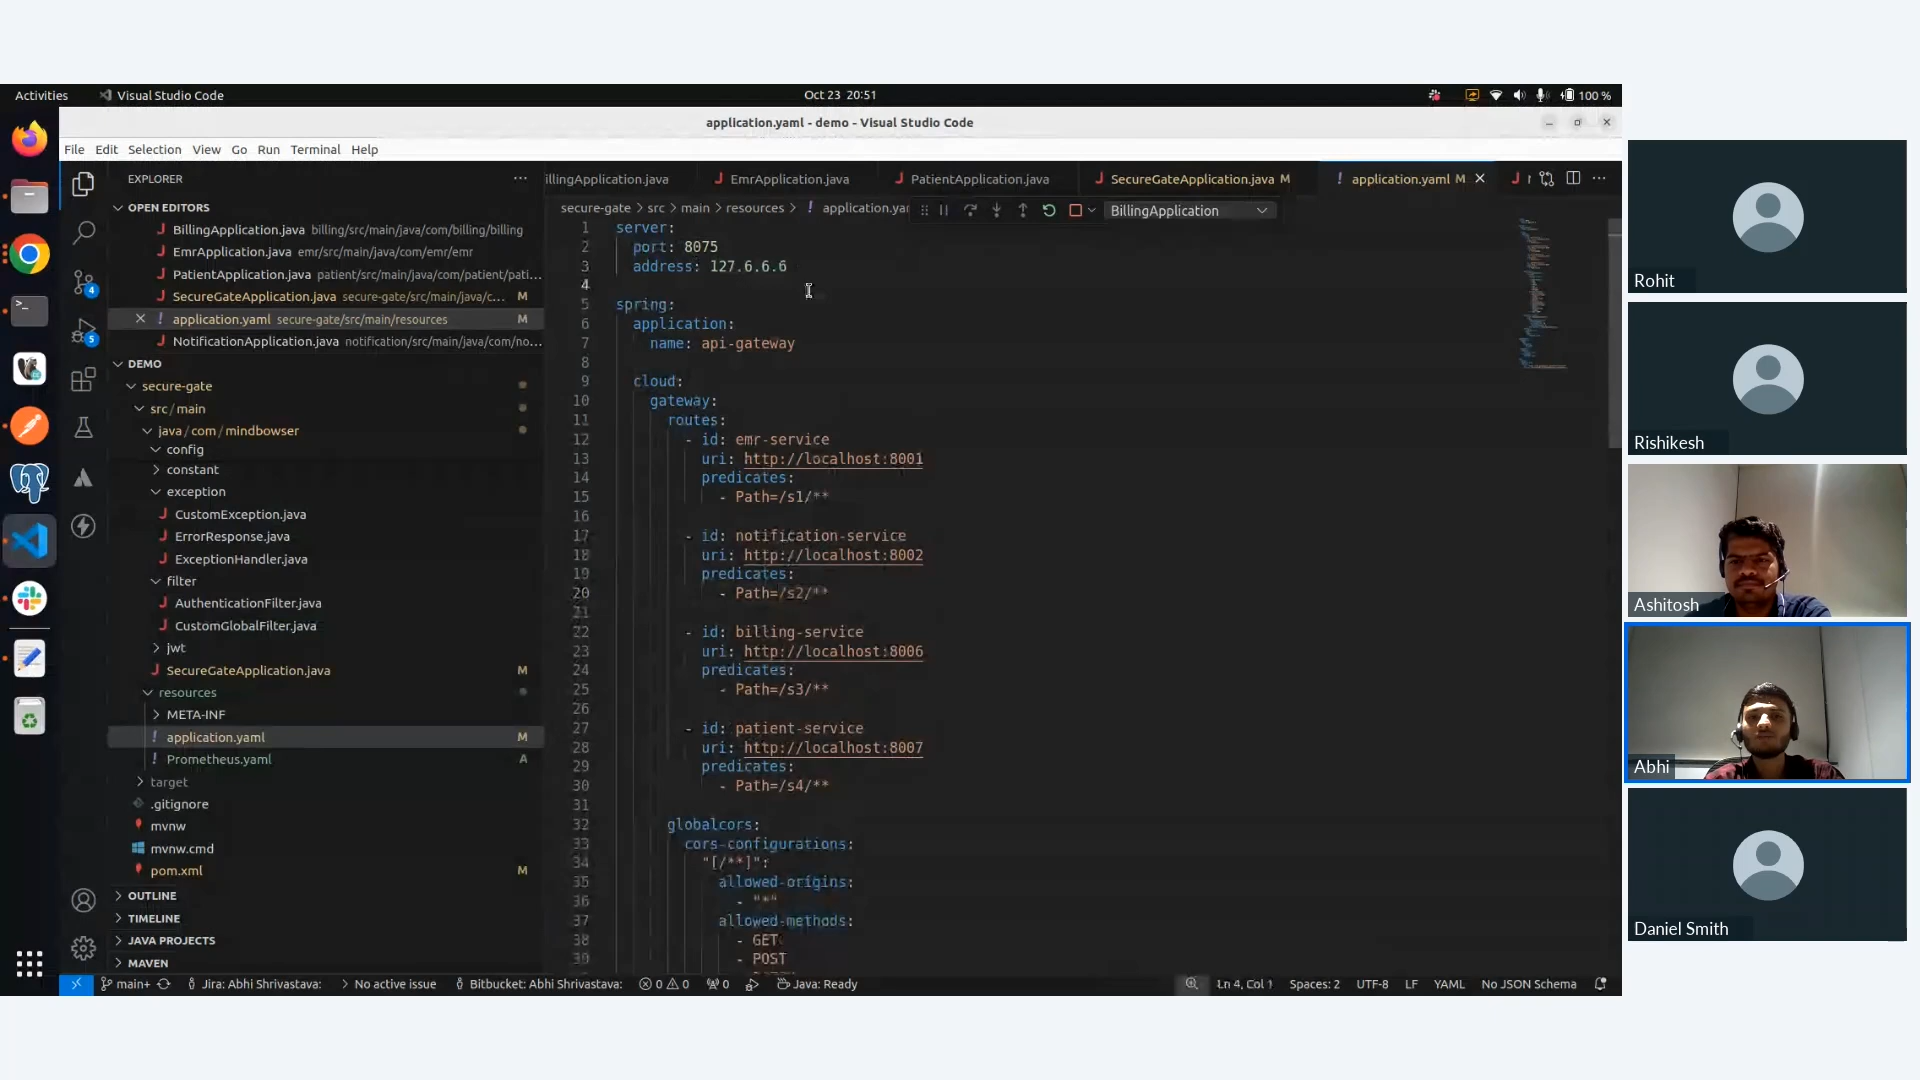 Activities
Visual Studio Code
Oct 23 20:51
100 %
application.yaml - demo - Visual Studio Code
File Edit Selection View Go Run Terminal Help
EXPLORER
OPEN EDITORS
BillingApplication.java billing/src/main/java/com/billing/billing
EmrApplication.java emr/src/main/java/com/emr/emr
PatientApplication.java patient/src/main/java/com/patient/pati...
SecureGateApplication.java secure-gate/src/main/java/c... M
application.yaml secure-gate/src/main/resources M
NotificationApplication.java notification/src/main/java/com/no...
DEMO
secure-gate
src/main
java/com/mindbowser
config
constant
exception
CustomException.java
ErrorResponse.java
ExceptionHandler.java
filter
AuthenticationFilter.java
CustomGlobalFilter.java
jwt
SecureGateApplication.java M
resources
META-INF
application.yaml M
Prometheus.yaml A
target
.gitignore
mvnw
mvnw.cmd
pom.xml M
OUTLINE
TIMELINE
JAVA PROJECTS
MAVEN
4
5
illingApplication.java
EmrApplication.java
PatientApplication.java
SecureGateApplication.java M
application.yaml M
secure-gate > src > main > resources > ! application.yar
BillingApplication
1 server:
2 port: 8075
3 address: 127.6.6.6
4
5 spring:
6 application:
7 name: api-gateway
8
9 cloud:
10 gateway:
11 routes:
12 - id: emr-service
13 uri: http://localhost:8001
14 predicates:
15 - Path=/s1/**
16
17 - id: notification-service
18 uri: http://localhost:8002
19 predicates:
20 - Path=/s2/**
21
22 - id: billing-service
23 uri: http://localhost:8006
24 predicates:
25 - Path=/s3/**
26
27 - id: patient-service
28 uri: http://localhost:8007
29 predicates:
30 - Path=/s4/**
31
32 globalcors:
33 cors-configurations:
34 "[/**]":
35 allowed-origins:
36 - "*"
37 allowed-methods:
38 - GET
39 - POST
main+ Jira: Abhi Shrivastava: No active issue Bitbucket: Abhi Shrivastava: 0 0 0 Java: Ready
Ln 4, Col 1 Spaces: 2 UTF-8 LF YAML No JSON Schema
Rohit
Rishikesh
Ashitosh
Abhi
Daniel Smith